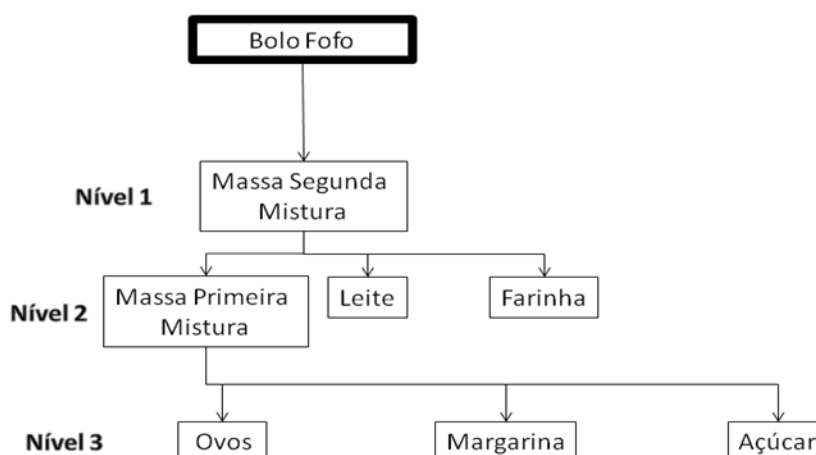 Bolo Fofo
Nível 1
Massa Segunda
Mistura
Nível 2
Massa Primeira
Mistura
Leite
Farinha
Nível 3
Ovos
Margarina
Açúcar